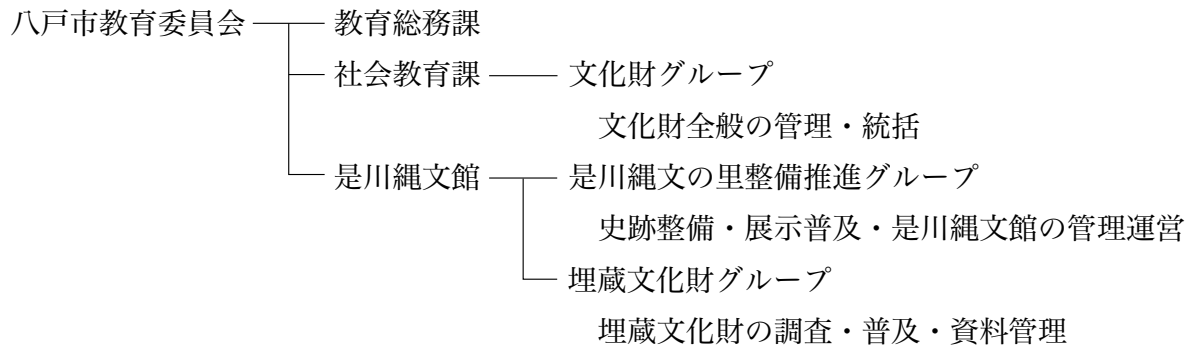 八戸市教育委員会 教育総務課
社会教育課 文化財グループ
文化財全般の管理・統括
是川縄文館 是川縄文の里整備推進グループ
史跡整備・展示普及・是川縄文館の管理運営
埋蔵文化財グループ
埋蔵文化財の調査・普及・資料管理